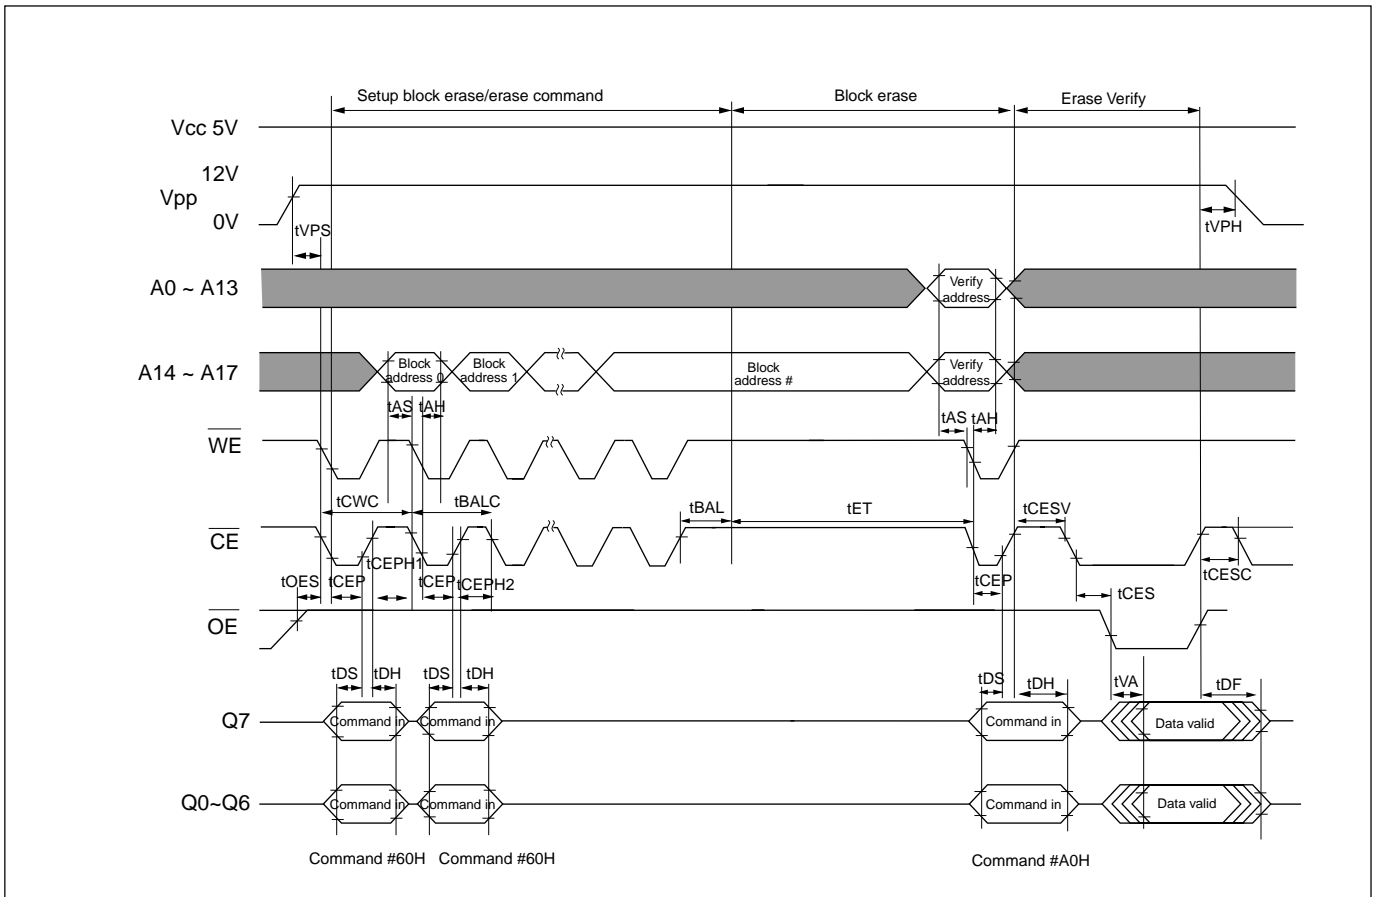 Setup block erase/erase command
Block erase
Erase Verify
Vcc 5V
12V
Vpp
0V
tVPS
tVPH
A0 ~ A13
Verify
address
A14 ~ A17
Block
address 0
Block
address 1
Block
address #
Verify
address
tAS
tAH
tAS
tAH
WE
tCWC
tBALC
tBAL
tET
tCESV
CE
tOES
tCEP
tCEPH1
tCEP
tCEPH2
tCEP
tCES
tCESC
OE
tDS
tDH
tDS
tDH
tDS
tDH
tVA
tDF
Q7
Command in
Command in
Command in
Data valid
Q0~Q6
Command in
Command in
Command in
Data valid
Command #60H
Command #60H
Command #A0H